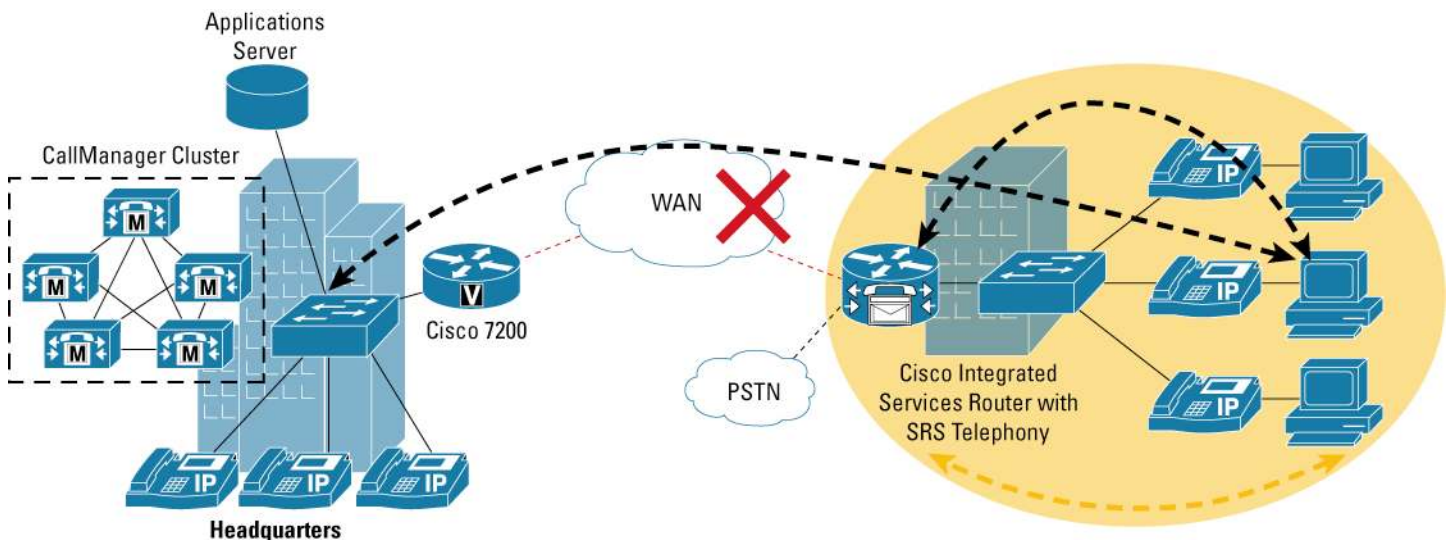 Applications
Server
CallManager Cluster
M
M
M
M
M
WAN
V
Cisco 7200
PSTN
IP
IP
IP
Headquarters
Cisco Integrated
Services Router with
SRS Telephony
IP
IP
IP